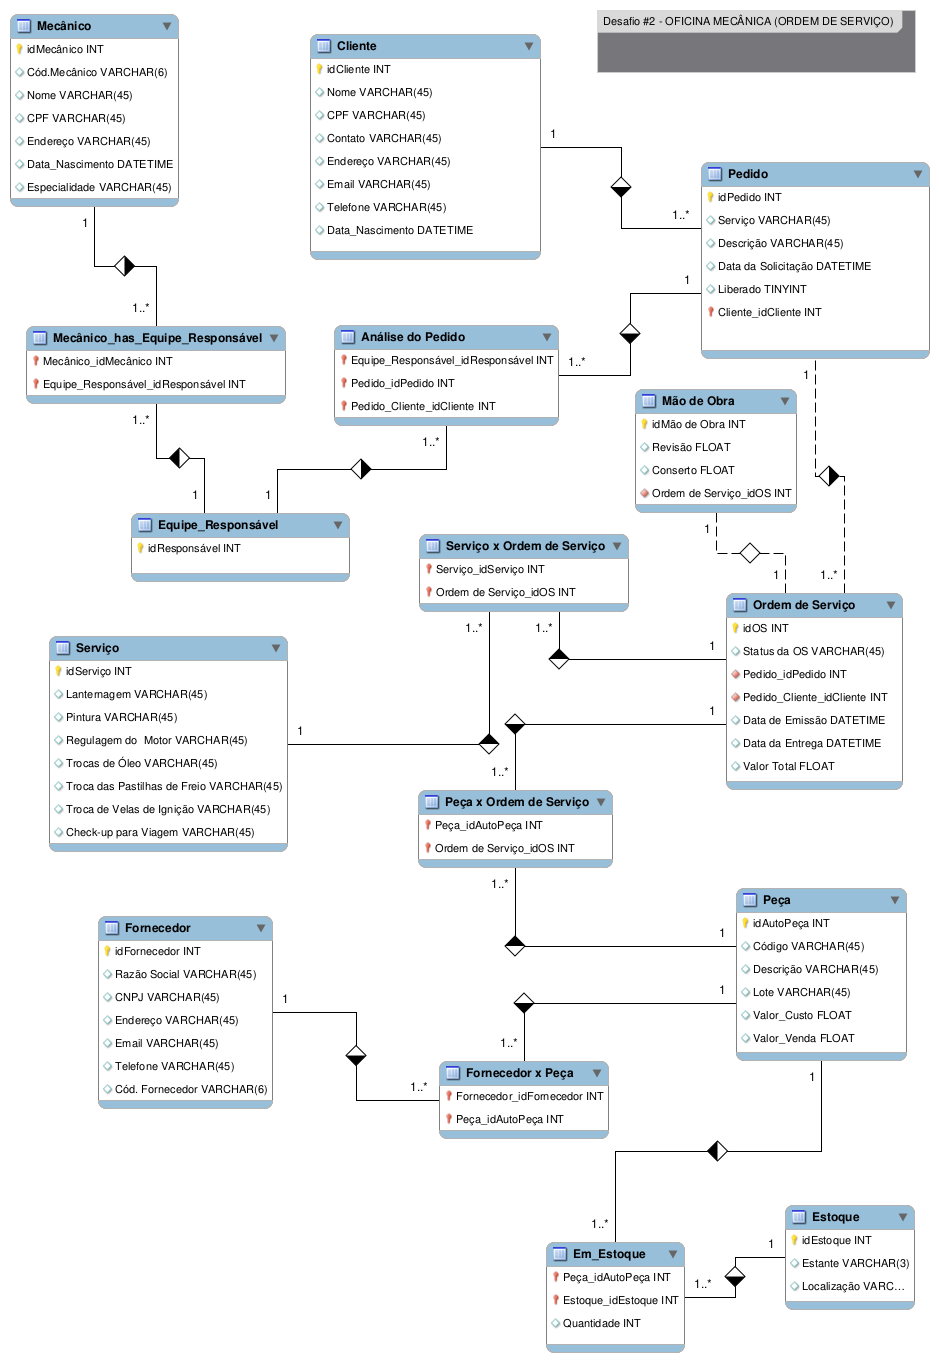 Desafio #2 - OFICINA MECÂNICA (ORDEM DE SERVIÇO)
Mecânico
idMecânico INT
Cód.Mecânico VARCHAR(6)
Nome VARCHAR(45)
CPF VARCHAR(45)
Endereço VARCHAR(45)
Data_Nascimento DATETIME
Especialidade VARCHAR(45)
Cliente
idCliente INT
Nome VARCHAR(45)
CPF VARCHAR(45)
Contato VARCHAR(45)
Endereço VARCHAR(45)
Email VARCHAR(45)
Telefone VARCHAR(45)
Data_Nascimento DATETIME
1
1..*
Pedido
idPedido INT
Serviço VARCHAR(45)
Descrição VARCHAR(45)
Data da Solicitação DATETIME
Liberado TINYINT
Cliente_idCliente INT
1
1..*
Mecânico_has_Equipe_Responsável
Mecânico_idMecânico INT
Equipe_Responsável_idResponsável INT
1..*
1
Análise do Pedido
Equipe_Responsável_idResponsável INT
Pedido_idPedido INT
Pedido_Cliente_idCliente INT
1
1..*
1..*
1
Equipe_Responsável
idResponsável INT
Mão de Obra
idMão de Obra INT
Revisão FLOAT
Conserto FLOAT
Ordem de Serviço_idOS INT
1
1
1
1..*
Serviço x Ordem de Serviço
Serviço_idServiço INT
Ordem de Serviço_idOS INT
1..*
1..*
1
Ordem de Serviço
idOS INT
Status da OS VARCHAR(45)
Pedido_idPedido INT
Pedido_Cliente_idCliente INT
Data de Emissão DATETIME
Data da Entrega DATETIME
Valor Total FLOAT
Serviço
idServiço INT
Lanternagem VARCHAR(45)
Pintura VARCHAR(45)
Regulagem do  Motor VARCHAR(45)
Trocas de Óleo VARCHAR(45)
Troca das Pastilhas de Freio VARCHAR(45)
Troca de Velas de Ignição VARCHAR(45)
Check-up para Viagem VARCHAR(45)
1
1
1..*
Peça x Ordem de Serviço
Peça_idAutoPeça INT
Ordem de Serviço_idOS INT
1..*
1
Peça
idAutoPeça INT
Código VARCHAR(45)
Descrição VARCHAR(45)
Lote VARCHAR(45)
Valor_Custo FLOAT
Valor_Venda FLOAT
Fornecedor
idFornecedor INT
Razão Social VARCHAR(45)
CNPJ VARCHAR(45)
Endereço VARCHAR(45)
Email VARCHAR(45)
Telefone VARCHAR(45)
Cód. Fornecedor VARCHAR(6)
1
1..*
1
1..*
Fornecedor x Peça
Fornecedor_idFornecedor INT
Peça_idAutoPeça INT
1
1..*
Em_Estoque
Peça_idAutoPeça INT
Estoque_idEstoque INT
Quantidade INT
1
1..*
Estoque
idEstoque INT
Estante VARCHAR(3)
Localização VARC...